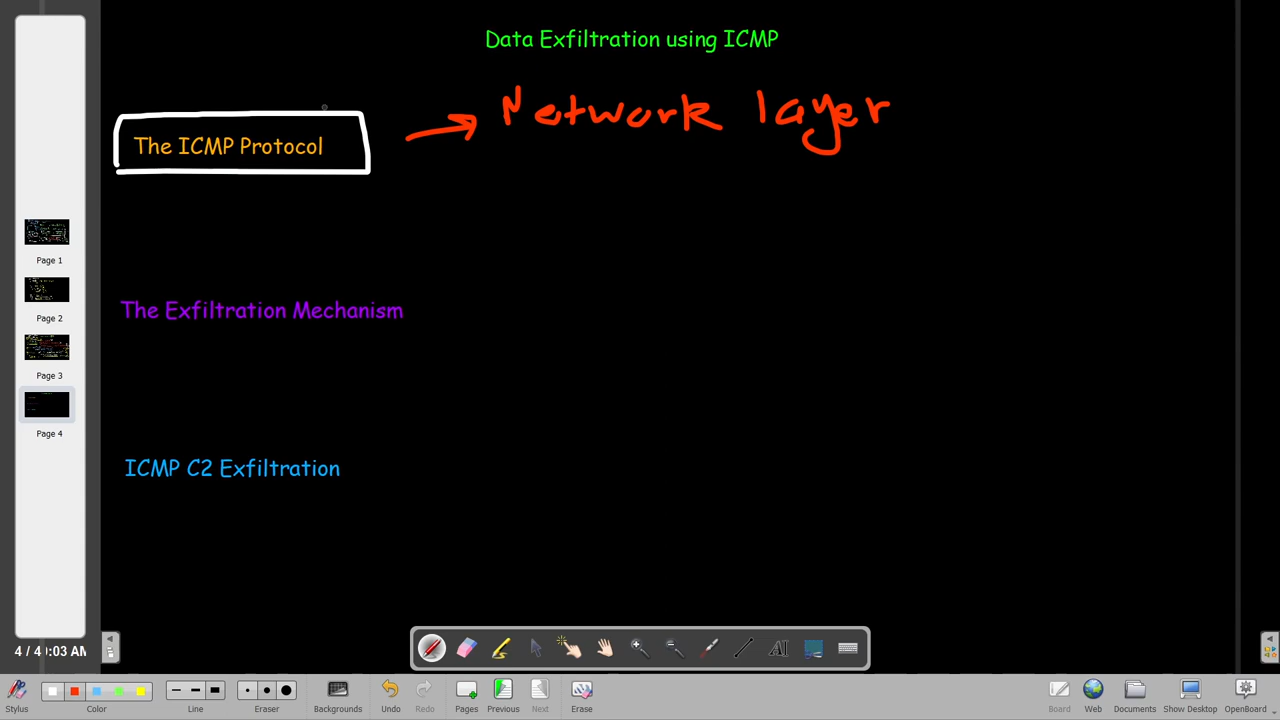 Data Exfiltration using ICMP
The ICMP Protocol
Network layer
The Exfiltration Mechanism
ICMP C2 Exfiltration
Page 1
Page 2
Page 3
Page 4
Stylus
Color
Line
Eraser
Backgrounds
Undo
Redo
Pages
Previous
Next
Erase
Board
Web
Documents
Show Desktop
OpenBoard